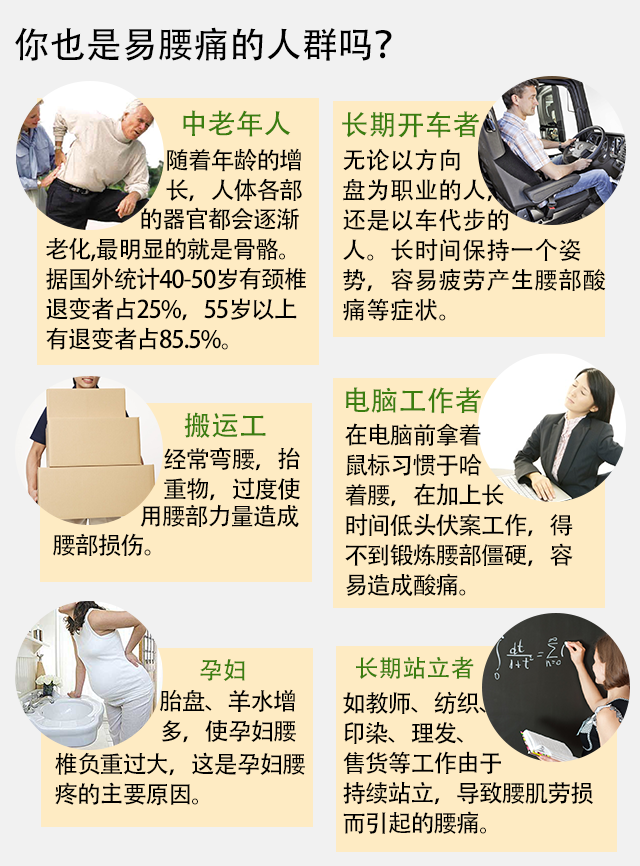 你也是易腰痛的人群吗?
中老年人
随着年龄的增
长，人体各部
的器官都会逐渐
老化,最明显的就是骨骼。
据国外统计40-50岁有颈椎
退变者占25%，55岁以上
有退变者占85.5%。
长期开车者
无论以方向
盘为职业的人,
还是以车代步的
人。长时间保持一个姿
势，容易疲劳产生腰部酸
痛等症状。
搬运工
经常弯腰，抬
重物，过度使
用腰部力量造成
腰部损伤。
电脑工作者
在电脑前拿着
鼠标习惯于哈
着腰，在加上长
时间低头伏案工作，得
不到锻炼腰部僵硬，容
易造成酸痛。
孕妇
胎盘、羊水增
多，使孕妇腰
椎负重过大，这是孕妇腰
疼的主要原因。
长期站立者
如教师、纺织、
印染、理发、
售货等工作由于
持续站立，导致腰肌劳损
而引起的腰痛。